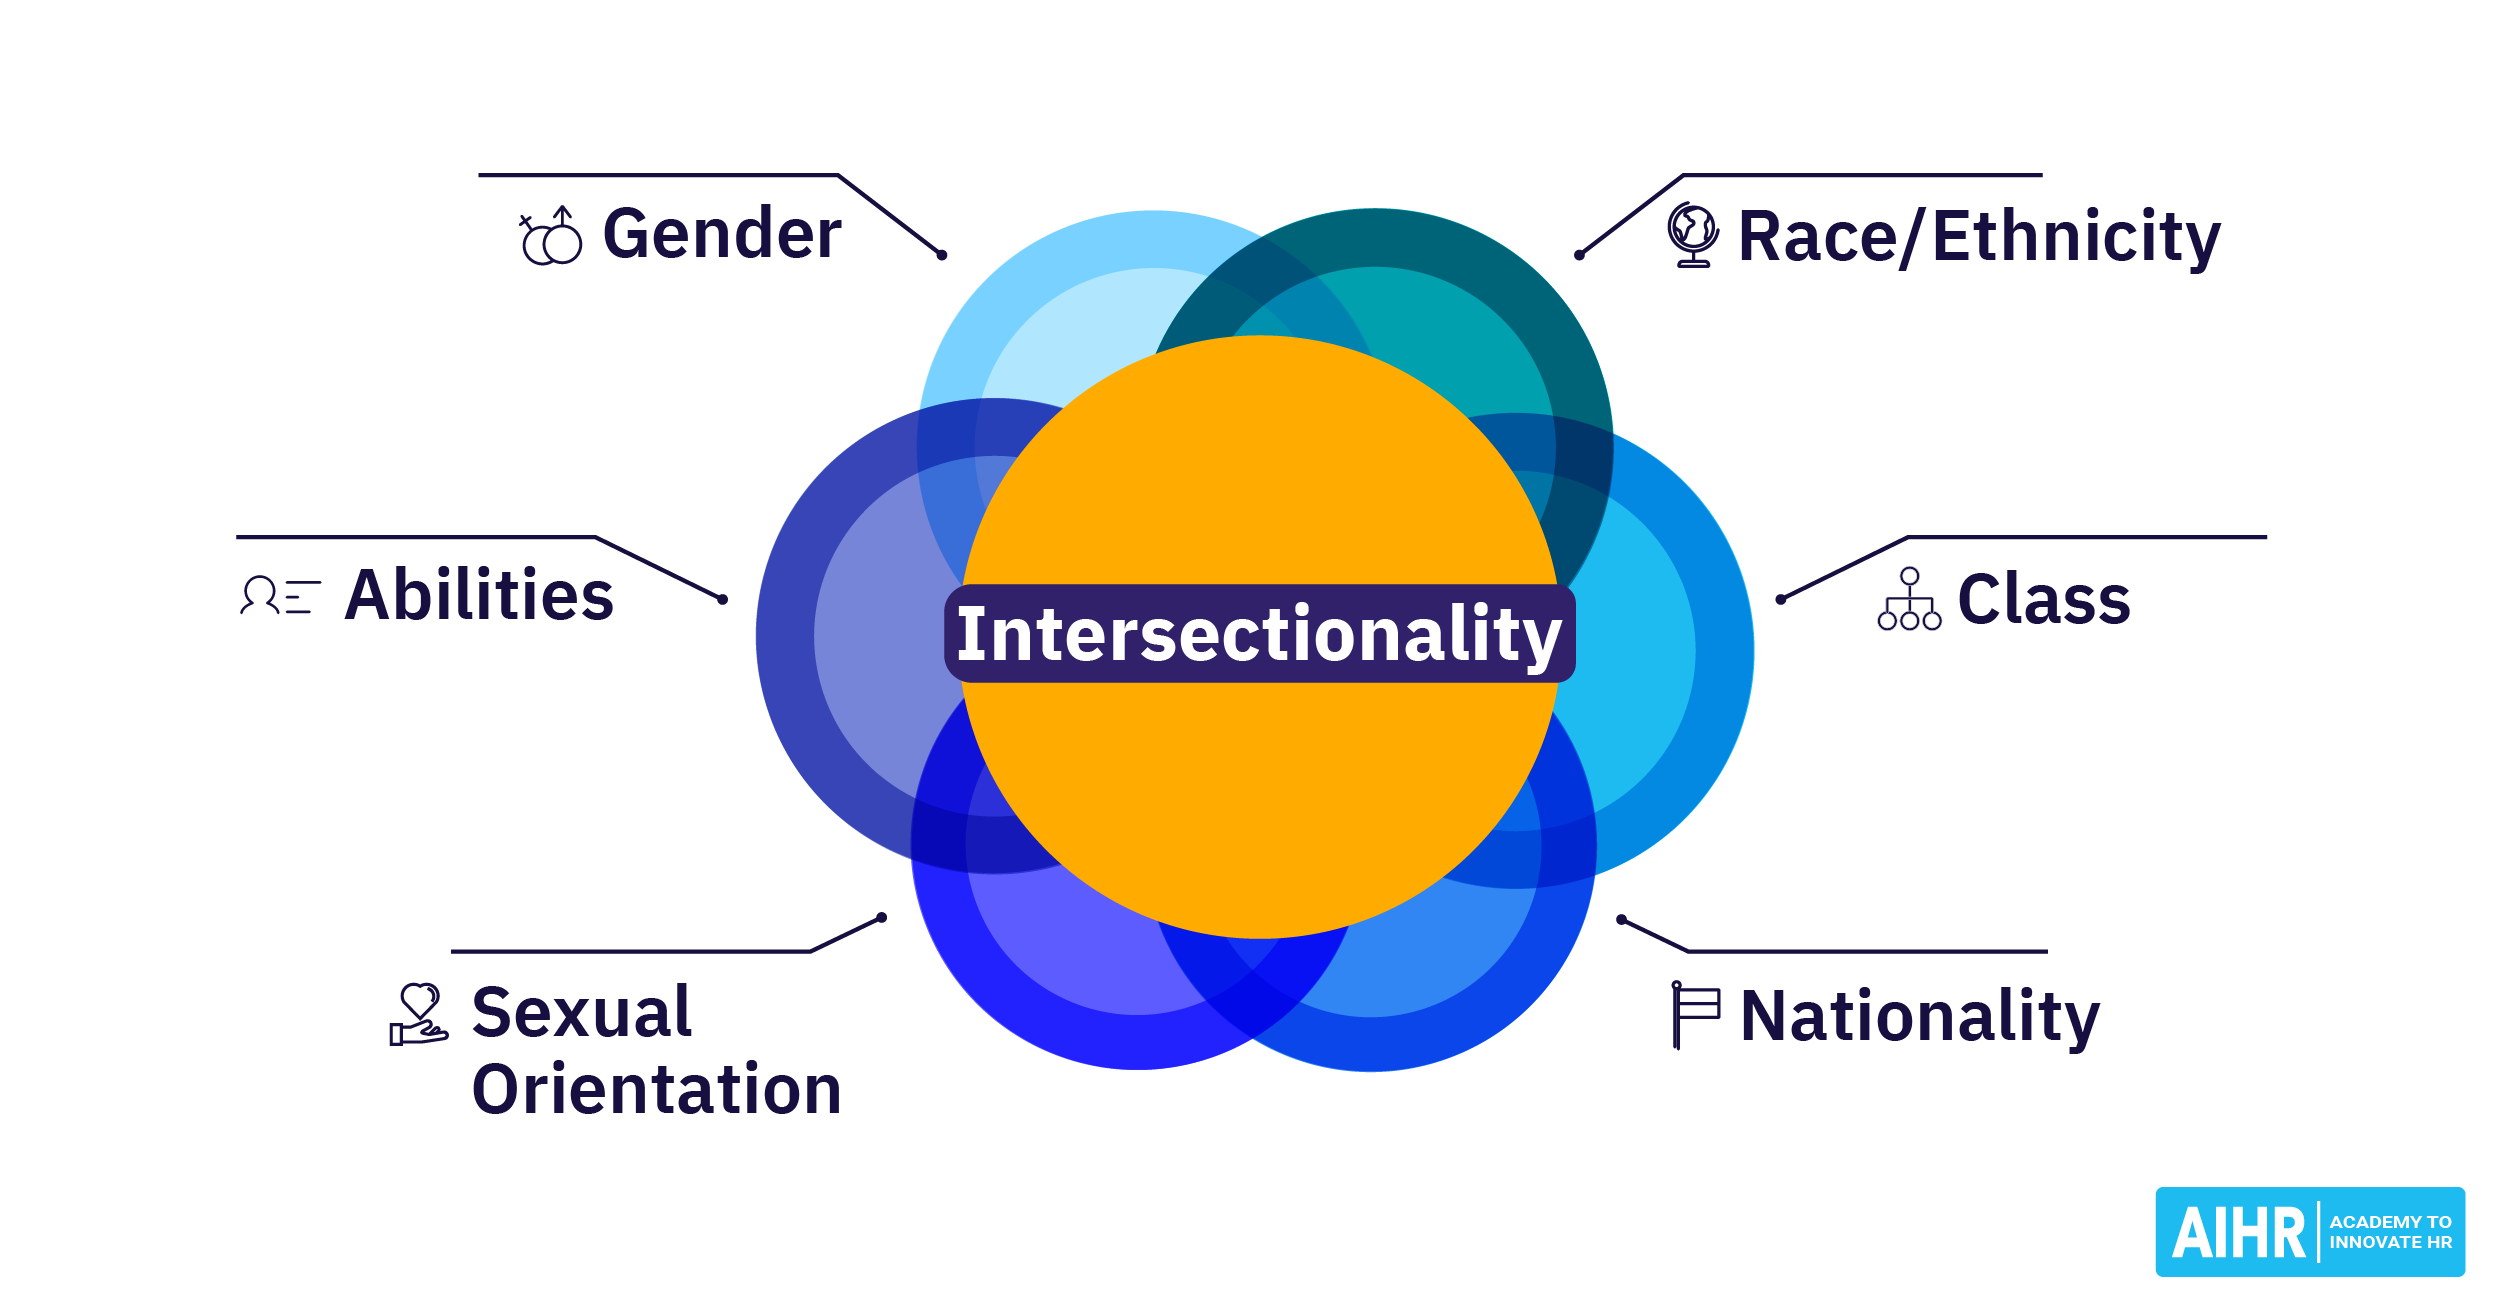 Gender
Race/Ethnicity
Abilities
Intersectionality
Class
Sexual
Orientation
Nationality
AIHR
ACADEMY TO
INNOVATE HR